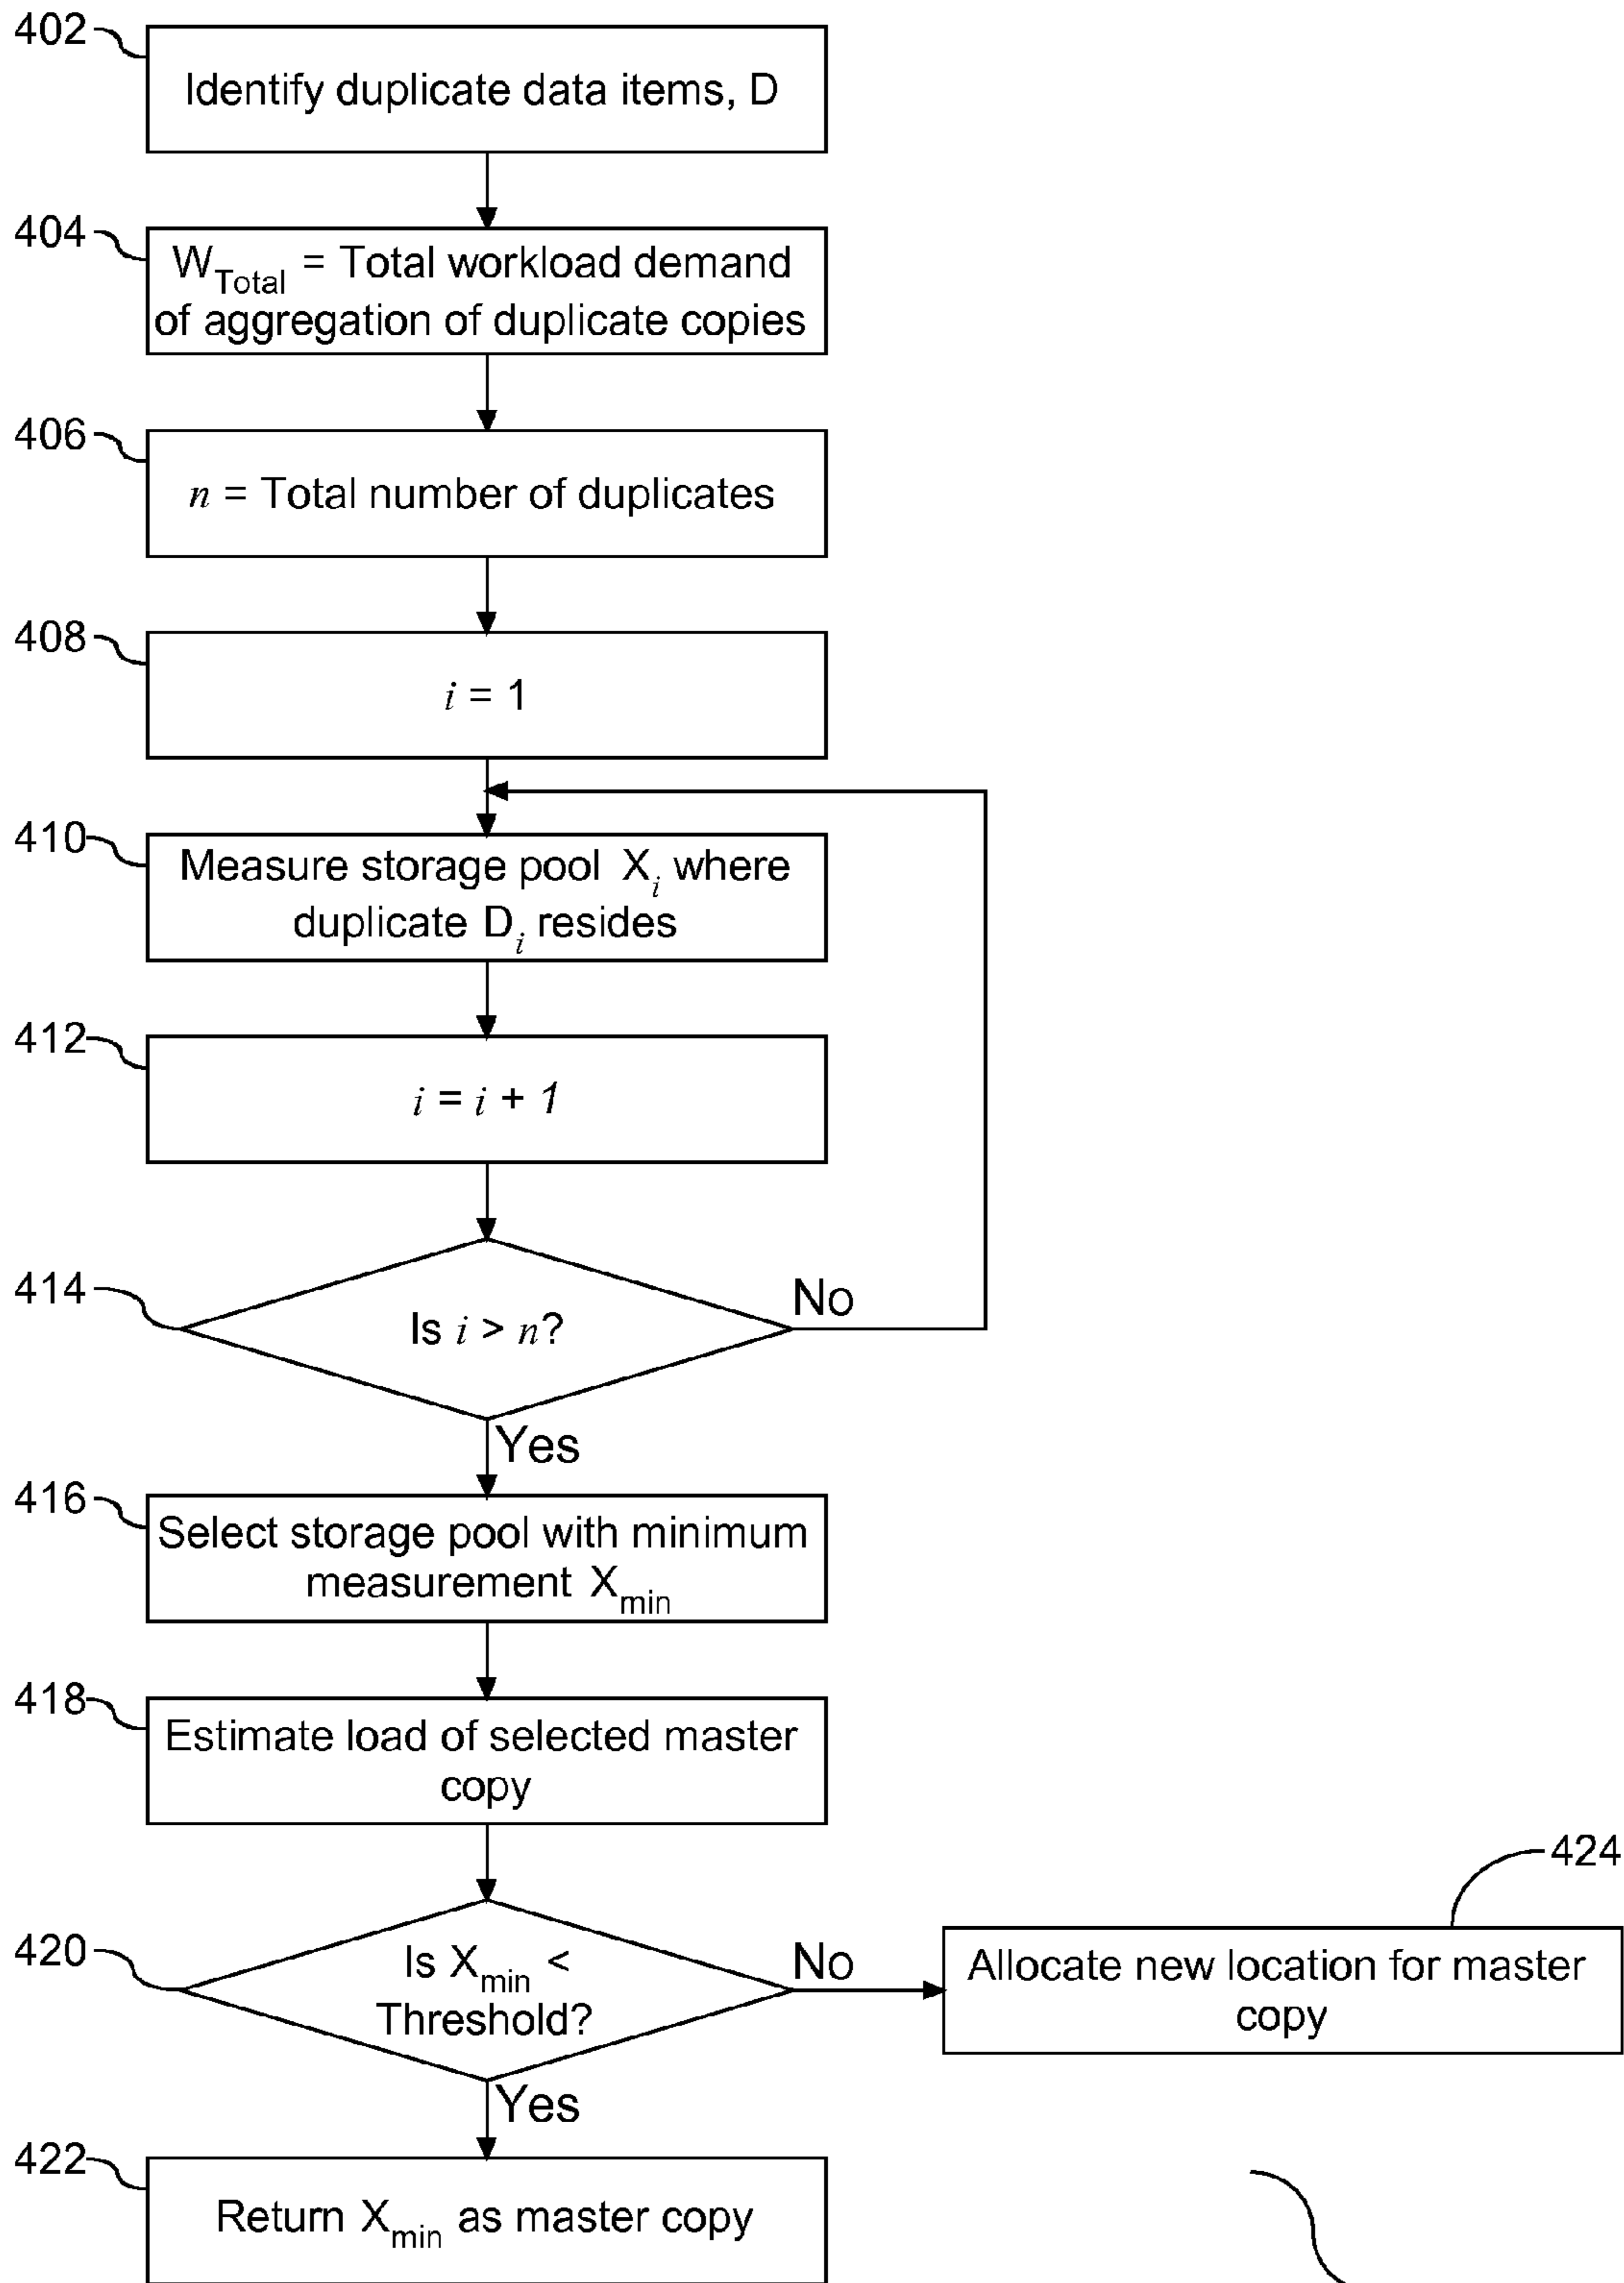 402
Identify duplicate data items, D
404
W_Total = Total workload demand
of aggregation of duplicate copies
406
n = Total number of duplicates
408
i = 1
410
Measure storage pool X_i where
duplicate D_i resides
412
i = i + 1
414
Is i > n?
No
Yes
416
Select storage pool with minimum
measurement X_min
418
Estimate load of selected master
copy
420
Is X_min <
Threshold?
No
424
Allocate new location for master
copy
Yes
422
Return X_min as master copy